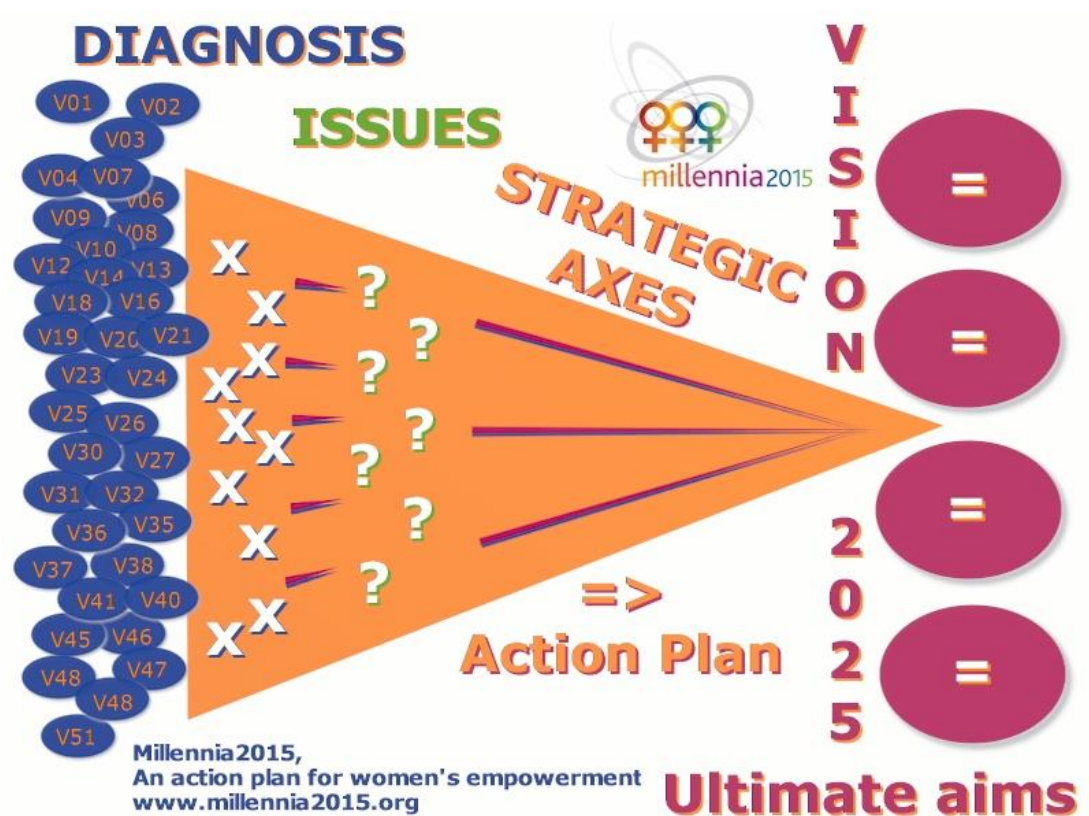 DIAGNOSIS
ISSUES
millennia2015
STRATEGIC
AXES
VISION
2025
V01
V02
V03
V04
V07
V06
V09
V08
V10
V12
V14
V13
V18
V16
V19
V20
V21
V23
V24
V25
V26
V30
V27
V31
V32
V36
V35
V37
V38
V41
V40
V45
V46
V48
V47
V48
V51
X
X
X
X
X
X
X
X
X
X
X
?
?
?
?
?
?
?
=
=
=
=
=>
Action Plan
Millennia2015,
An action plan for women's empowerment
www.millennia2015.org
Ultimate aims